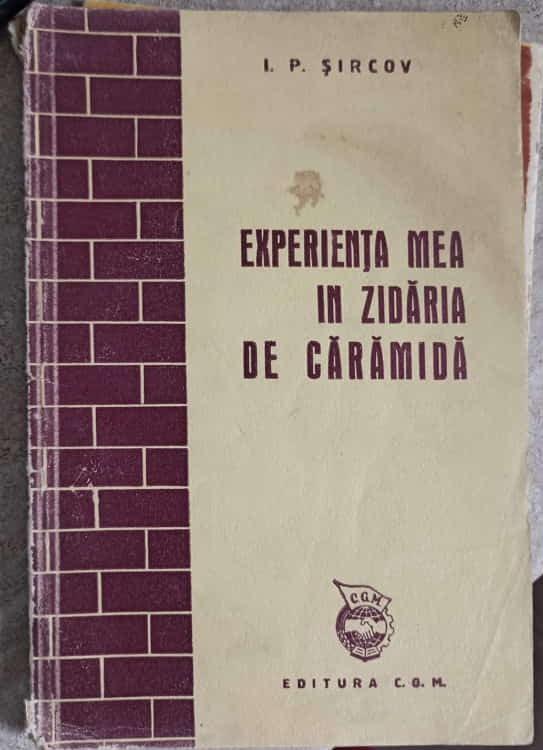 I. P. ŞIRCOV
EXPERIENŢA MEA
IN ZIDĂRIA
DE CĂRĂMIDĂ
C.G.M.
EDITURA C.G.M.